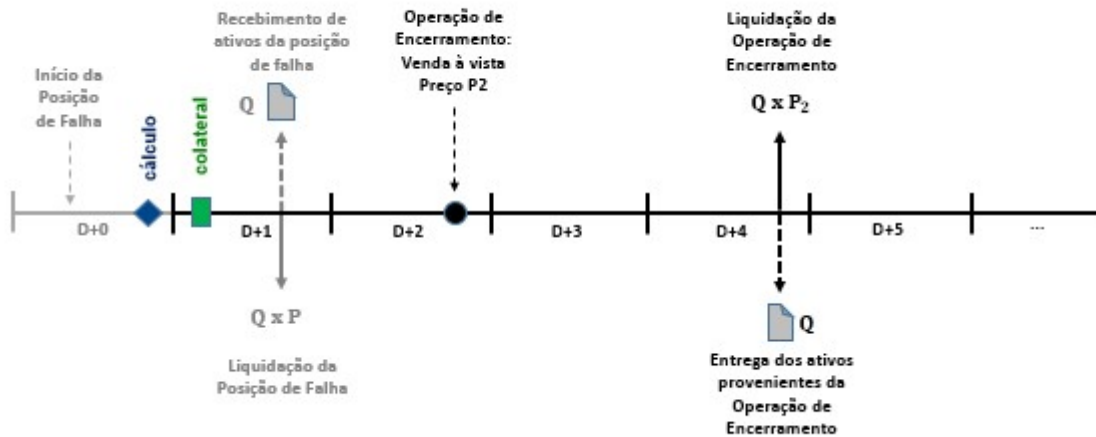 Recebimento de
ativos da posição
de falha
Operação de
Encerramento:
Venda à vista
Preço P2
Liquidação da
Operação de
Encerramento
Início da
Posição
de Falha
cálculo
colateral
Q
Q x P₂
D+0
D+1
D+2
D+3
D+4
D+5
...
Q x P
Q
Liquidação da
Posição de Falha
Entrega dos ativos
provenientes da
Operação de
Encerramento